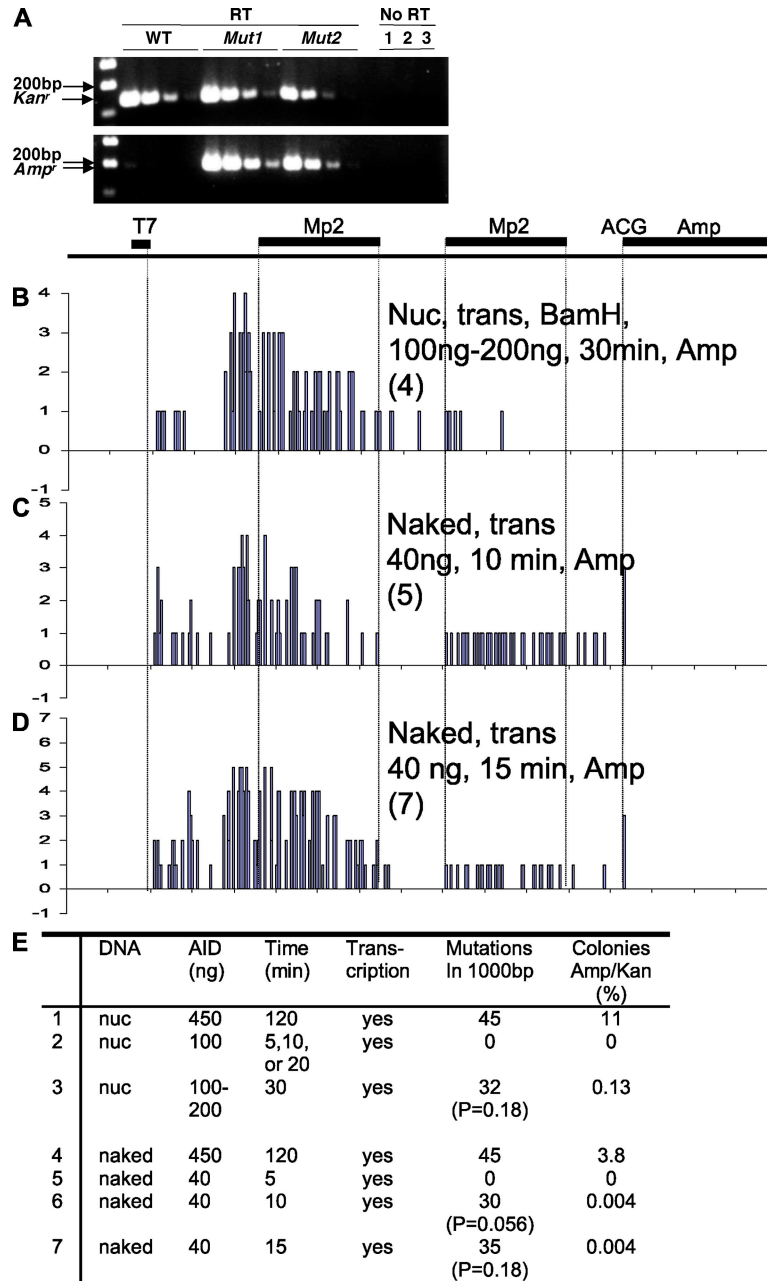 A
RT
No RT
WT
Mut1
Mut2
1 2 3
200bp
Kanʳ
200bp
Ampʳ
T7
Mp2
Mp2
ACG
Amp
B
4
3
2
1
0
-1
Nuc, trans, BamH,
100ng-200ng, 30min, Amp
(4)
C
5
4
3
2
1
0
-1
Naked, trans
40ng, 10 min, Amp
(5)
D
7
6
5
4
3
2
1
0
-1
Naked, trans
40 ng, 15 min, Amp
(7)
E
DNA AID Time Trans- Mutations Colonies
(ng) (min) cription In 1000bp Amp/Kan
(%)
1 nuc 450 120 yes 45 11
2 nuc 100 5,10, yes 0 0
or 20
3 nuc 100- 30 yes 32 0.13
200 (P=0.18)
4 naked 450 120 yes 45 3.8
5 naked 40 5 yes 0 0
6 naked 40 10 yes 30 0.004
(P=0.056)
7 naked 40 15 yes 35 0.004
(P=0.18)